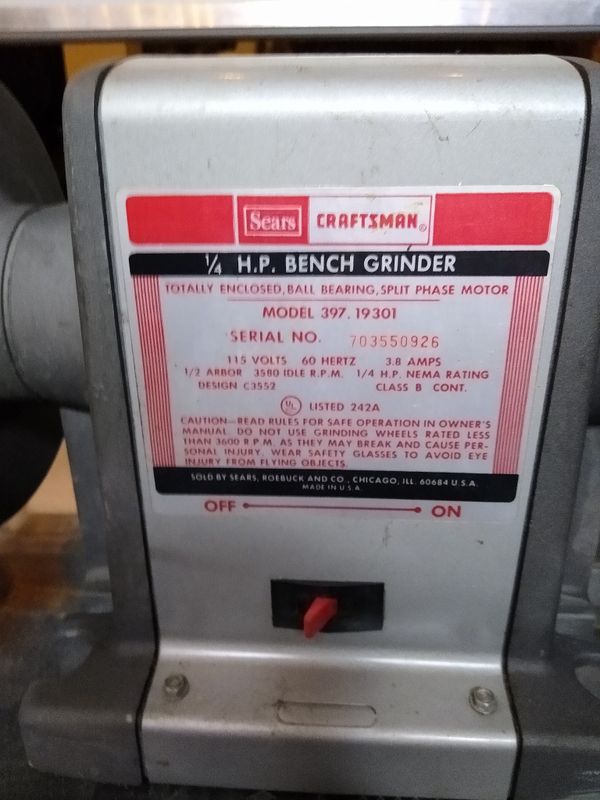 Sears CRAFTSMAN®
1/4 H.P. BENCH GRINDER
TOTALLY ENCLOSED, BALL BEARING, SPLIT PHASE MOTOR
MODEL 397.19301
SERIAL NO. 703550926
115 VOLTS 60 HERTZ 3.8 AMPS
1/2 ARBOR 3580 IDLE R.P.M. 1/4 H.P. NEMA RATING
DESIGN C3552 CLASS B CONT.
UL LISTED 242A
CAUTION—READ RULES FOR SAFE OPERATION IN OWNER'S
MANUAL. DO NOT USE GRINDING WHEELS RATED LESS
THAN 3600 R.P.M. AS THEY MAY BREAK AND CAUSE PER-
SONAL INJURY. WEAR SAFETY GLASSES TO AVOID EYE
INJURY FROM FLYING OBJECTS.
SOLD BY SEARS, ROEBUCK AND CO., CHICAGO, ILL. 60684 U.S.A.
MADE IN U.S.A.
OFF ON